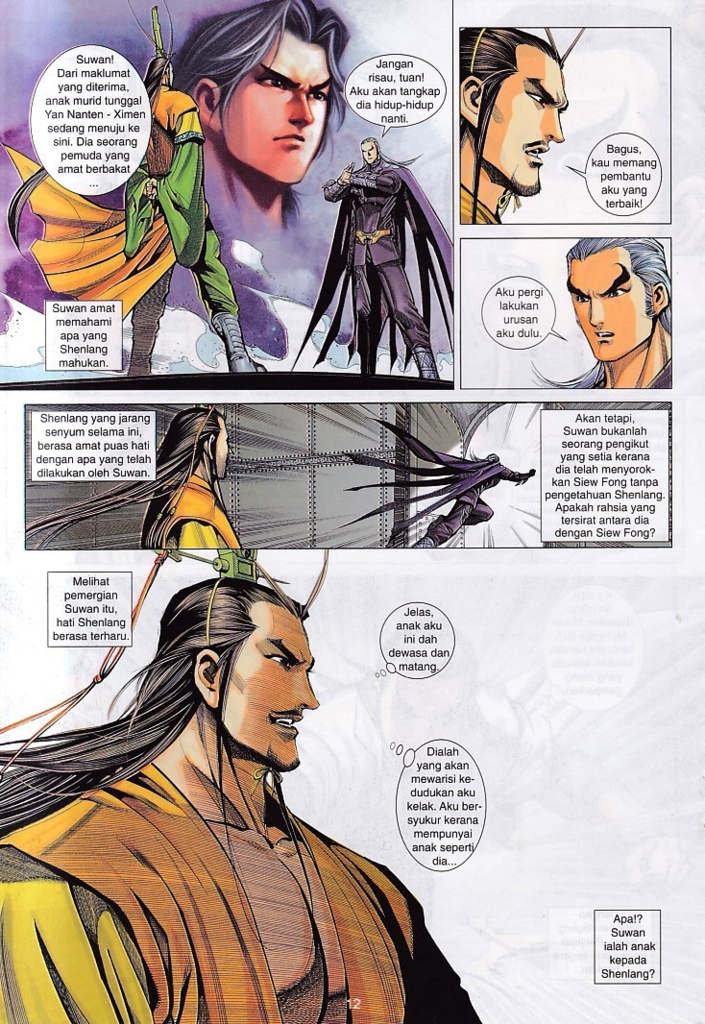 Suwan!
Dari maklumat
yang diterima,
anak murid tunggal
Yan Nanten - Ximen
sedang menuju ke
sini. Dia seorang
pemuda yang
amat berbakat
...
Jangan
risau, tuan!
Aku akan tangkap
dia hidup-hidup
nanti.
Suwan amat
memahami
apa yang
Shenlang
mahukan.
Bagus,
kau memang
pembantu
aku yang
terbaik!
Aku pergi
lakukan
urusan
aku dulu.
Shenlang yang jarang
senyum selama ini,
berasa amat puas hati
dengan apa yang telah
dilakukan oleh Suwan.
Akan tetapi,
Suwan bukanlah
seorang pengikut
yang setia kerana
dia telah menyorok-
kan Siew Fong tanpa
pengetahuan Shenlang.
Apakah rahsia yang
tersirat antara dia
dengan Siew Fong?
Melihat
pemergian
Suwan itu,
hati Shenlang
berasa terharu.
Jelas,
anak aku
ini dah
dewasa dan
matang.
Dialah
yang akan
mewarisi ke-
dudukan aku
kelak. Aku ber-
syukur kerana
mempunyai
anak seperti
dia...
Apa!?
Suwan
ialah anak
kepada
Shenlang?
12